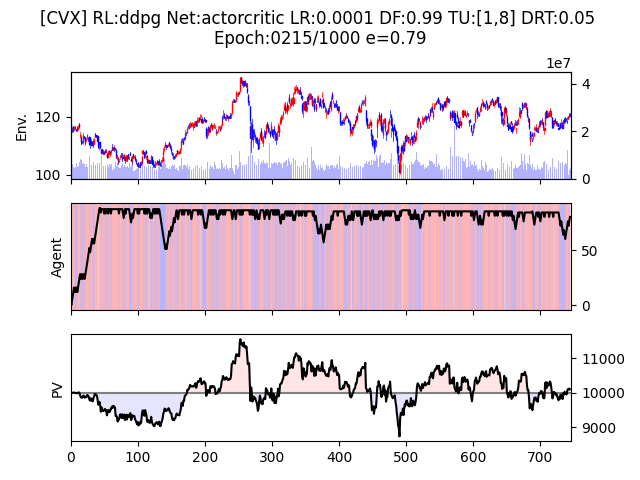 [CVX] RL:ddpg Net:actorcritic LR:0.0001 DF:0.99 TU:[1,8] DRT:0.05
Epoch:0215/1000 e=0.79
1e7
Env.
120
100
4
2
0
Agent
50
0
PV
11000
10000
9000
0 100 200 300 400 500 600 700